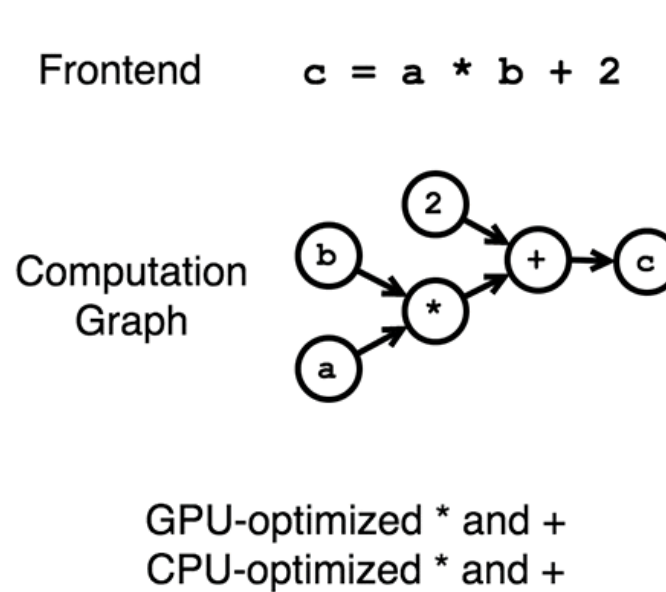 Frontend c = a * b + 2
2
b
+
c
Computation
Graph
*
a
GPU-optimized * and +
CPU-optimized * and +